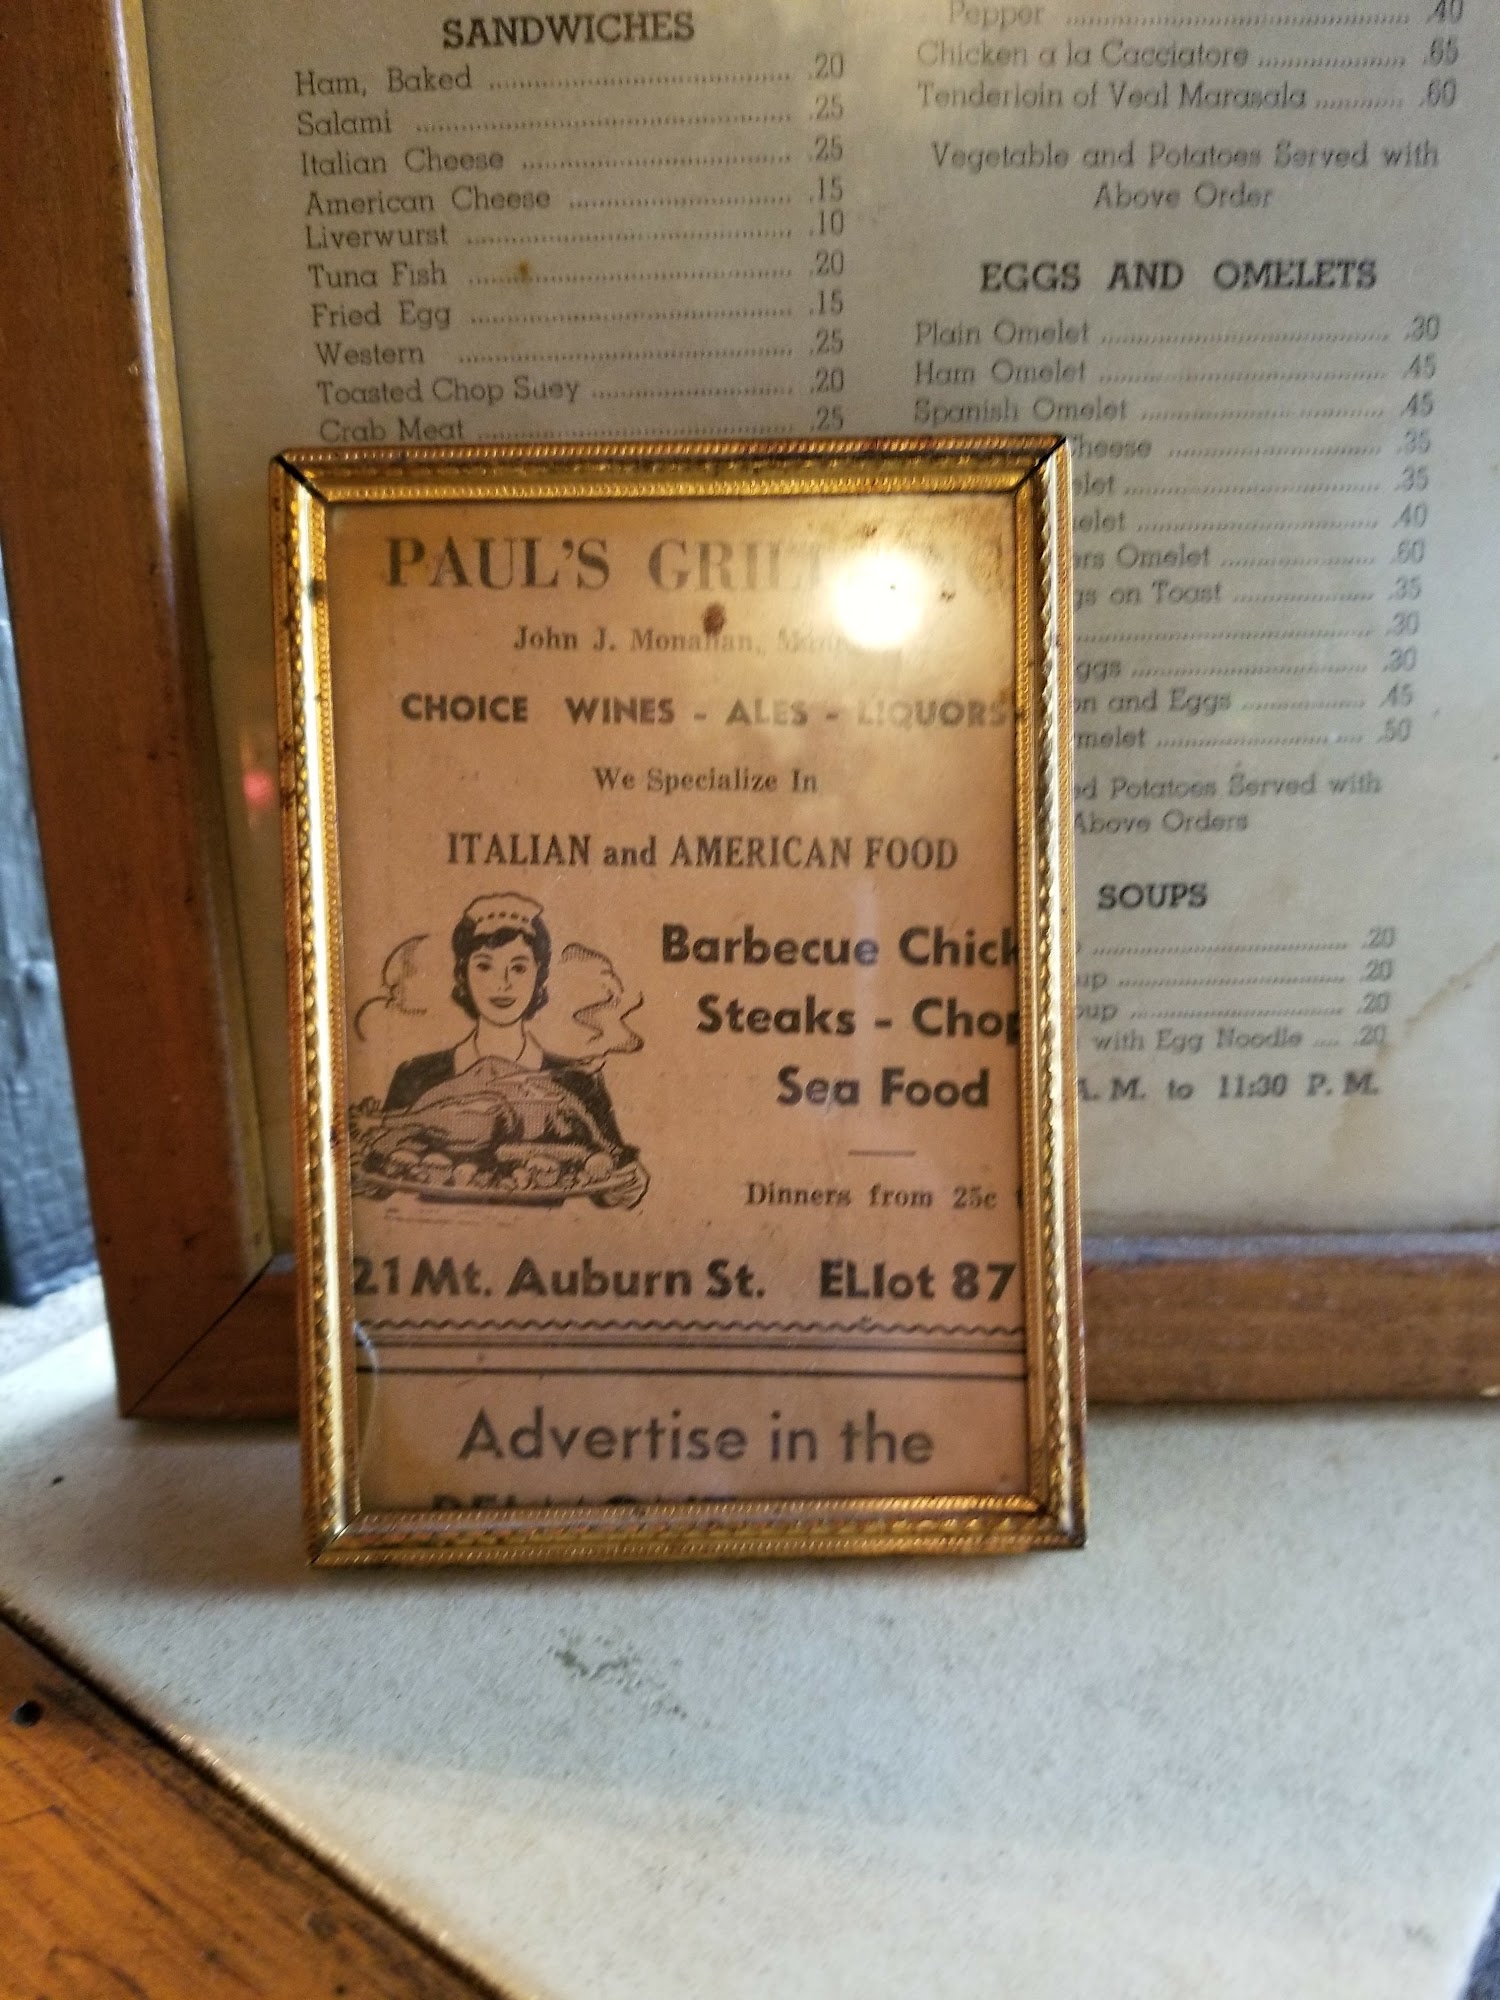 SANDWICHES
Ham, Baked .......... .20
Salami .......... .25
Italian Cheese .......... .25
American Cheese .......... .15
Liverwurst .......... .10
Tuna Fish .......... .20
Fried Egg .......... .15
Western .......... .25
Toasted Chop Suey .......... .20
Crab Meat .......... .25
Pepper .......... .40
Chicken a la Cacciatore .......... .65
Tenderloin of Veal Marasala .......... .60
Vegetable and Potatoes Served with
Above Order
EGGS AND OMELETS
Plain Omelet .......... .30
Ham Omelet .......... .45
Spanish Omelet .......... .45
Cheese .......... .35
.......... .35
.......... .40
Omelet .......... .60
on Toast .......... .35
.......... .30
.......... .30
and Eggs .......... .45
.......... .50
Potatoes Served with
Above Orders
SOUPS
.......... .20
.......... .20
.......... .20
with Egg Noodle .... .20
A. M. to 11:30 P. M.
PAUL'S GRILL
John J. Monahan,
CHOICE WINES - ALES - LIQUORS
We Specialize In
ITALIAN and AMERICAN FOOD
Barbecue Chick
Steaks - Chop
Sea Food
Dinners from 25c
21 Mt. Auburn St. ELIot 87
Advertise in the